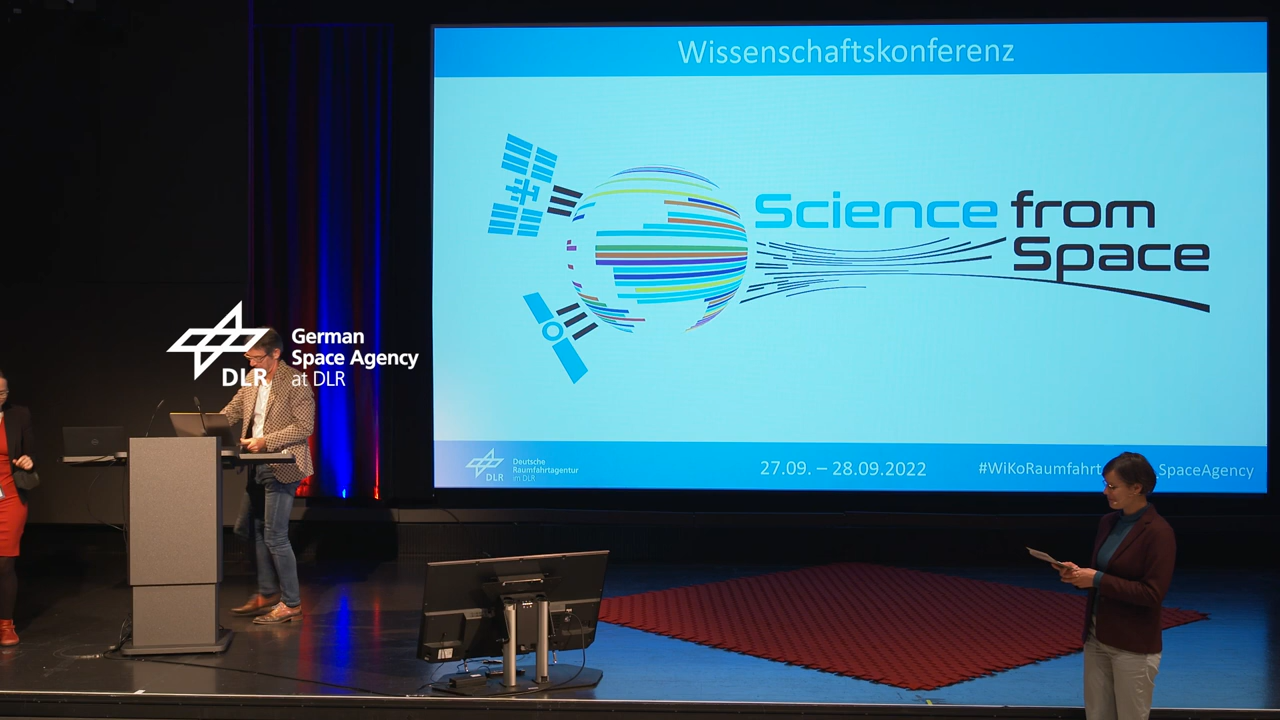 Wissenschaftskonferenz
Science from
Space
German
Space Agency
at DLR
DLR
Deutsche
Raumfahrtagentur
im DLR
DLR
27.09. – 28.09.2022
#WiKoRaumfahrt
SpaceAgency